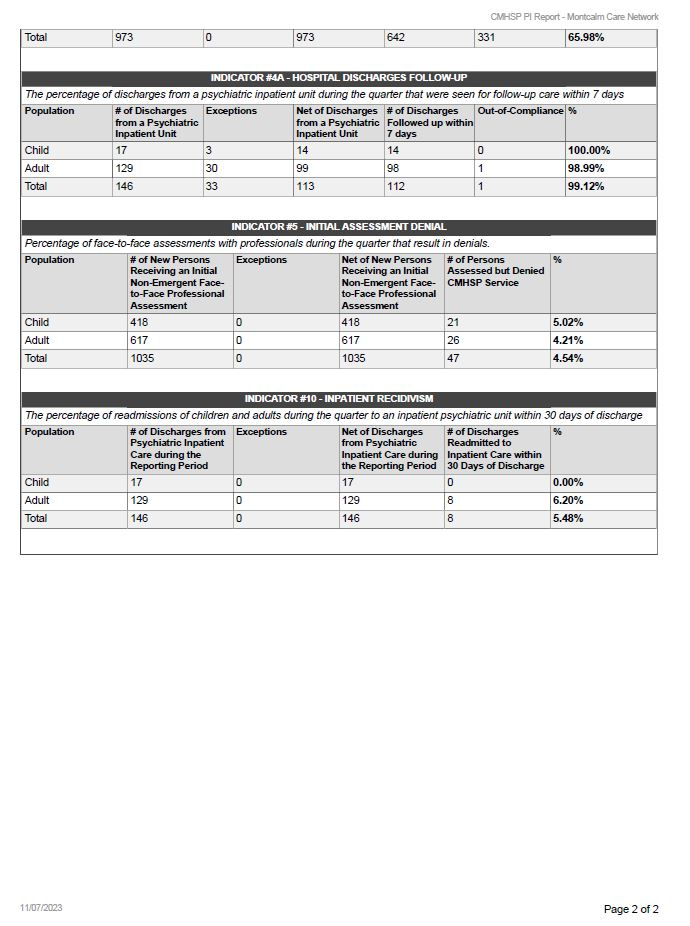 CMHSP PI Report - Montcalm Care Network
Total 973 0 973 642 331 65.98%
INDICATOR #4A - HOSPITAL DISCHARGES FOLLOW-UP
The percentage of discharges from a psychiatric inpatient unit during the quarter that were seen for follow-up care within 7 days
Population # of Discharges Exceptions Net of Discharges # of Discharges Out-of-Compliance %
from a Psychiatric from a Psychiatric Followed up within
Inpatient Unit Inpatient Unit 7 days
Child 17 3 14 14 0 100.00%
Adult 129 30 99 98 1 98.99%
Total 146 33 113 112 1 99.12%
INDICATOR #5 - INITIAL ASSESSMENT DENIAL
Percentage of face-to-face assessments with professionals during the quarter that result in denials.
Population # of New Persons Exceptions Net of New Persons # of Persons %
Receiving an Initial Receiving an Initial Assessed but Denied
Non-Emergent Face- Non-Emergent Face- CMHSP Service
to-Face Professional to-Face Professional
Assessment Assessment
Child 418 0 418 21 5.02%
Adult 617 0 617 26 4.21%
Total 1035 0 1035 47 4.54%
INDICATOR #10 - INPATIENT RECIDIVISM
The percentage of readmissions of children and adults during the quarter to an inpatient psychiatric unit within 30 days of discharge
Population # of Discharges from Exceptions Net of Discharges # of Discharges %
Psychiatric Inpatient from Psychiatric Readmitted to
Care during the Inpatient Care during Inpatient Care within
Reporting Period the Reporting Period 30 Days of Discharge
Child 17 0 17 0 0.00%
Adult 129 0 129 8 6.20%
Total 146 0 146 8 5.48%
11/07/2023
Page 2 of 2